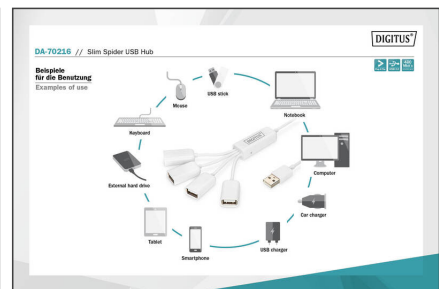 DIGITUS®
DA-70216 // Slim Spider USB Hub
Beispiele
für die Benutzung
Examples of use
USB stick
Mouse
Notebook
Keyboard
DIGITUS
Computer
External hard drive
Car charger
Tablet
USB charger
Smartphone